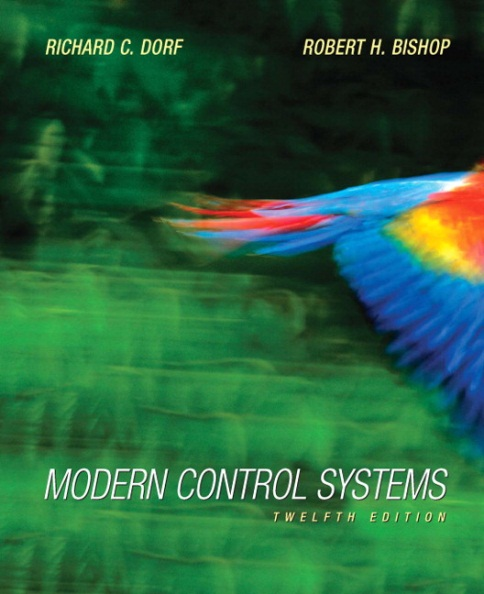 RICHARD C. DORF
ROBERT H. BISHOP
MODERN CONTROL SYSTEMS
TWELFTH EDITION